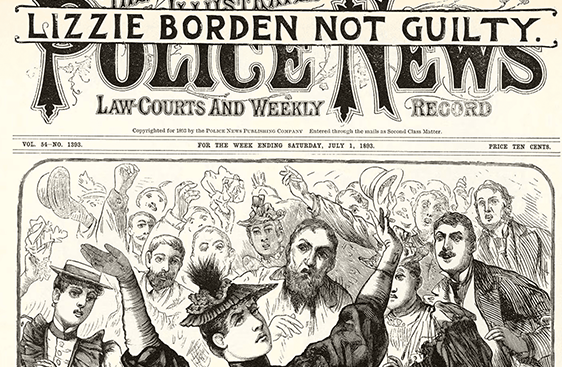 THE ILLUSTRATED
LIZZIE BORDEN NOT GUILTY.
POLICE NEWS
LAW-COURTS AND WEEKLY RECORD
Copyrighted for 1893 by the POLICE NEWS PUBLISHING COMPANY Entered through the mails as Second Class Matter.
VOL. 54—NO. 1393. FOR THE WEEK ENDING SATURDAY, JULY 1, 1893. PRICE TEN CENTS.